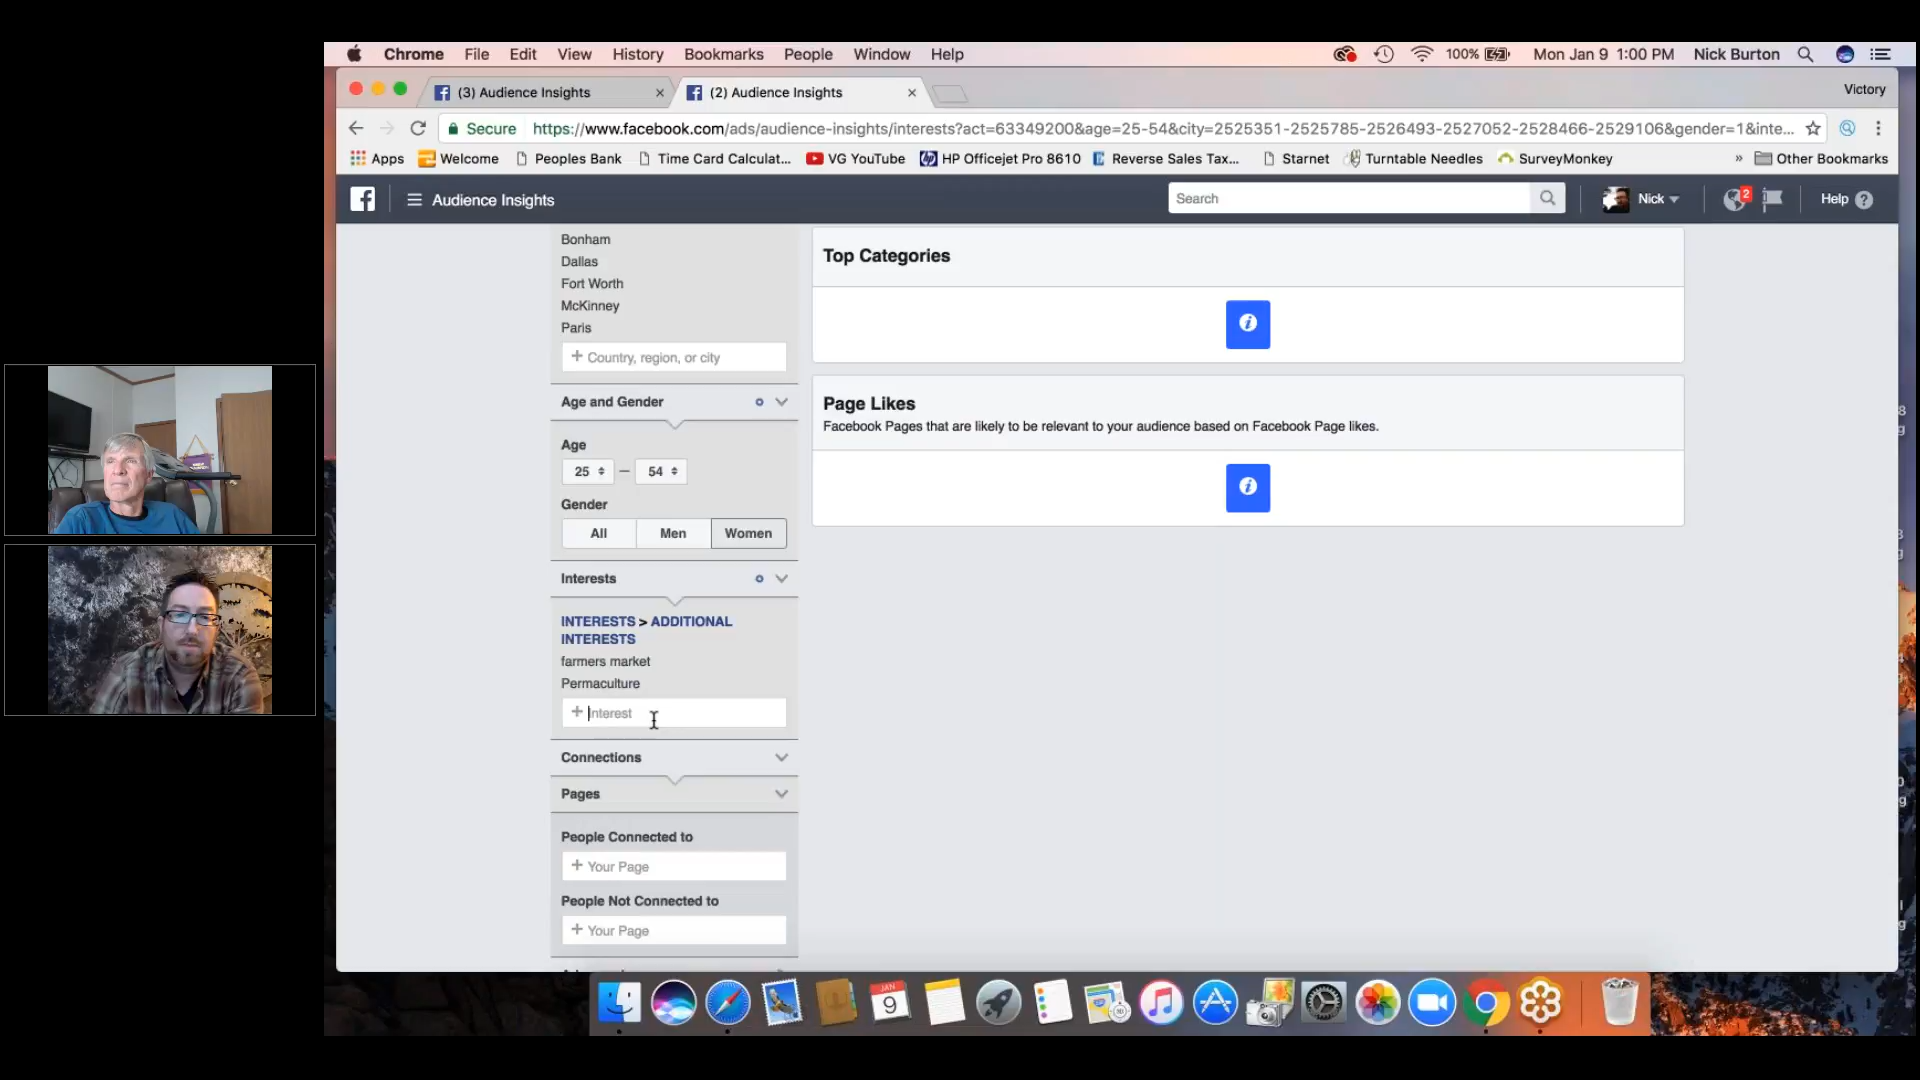 Chrome File Edit View History Bookmarks People Window Help 100% Mon Jan 9 1:00 PM Nick Burton
(3) Audience Insights × (2) Audience Insights × Victory
Secure https://www.facebook.com/ads/audience-insights/interests?act=63349200&age=25-54&city=2525351-2525785-2526493-2527052-2528466-2529106&gender=1&inte...
Apps Welcome Peoples Bank Time Card Calculat... VG YouTube HP Officejet Pro 8610 Reverse Sales Tax... Starnet Turntable Needles SurveyMonkey » Other Bookmarks
Audience Insights Search Nick 2 Help ?
Bonham
Dallas
Fort Worth
McKinney
Paris
+ Country, region, or city
Age and Gender
Age
25 — 54
Gender
All Men Women
Interests
INTERESTS > ADDITIONAL
INTERESTS
farmers market
Permaculture
+ Interest
Connections
Pages
People Connected to
+ Your Page
People Not Connected to
+ Your Page
Top Categories
i
Page Likes
Facebook Pages that are likely to be relevant to your audience based on Facebook Page likes.
i
JAN
9